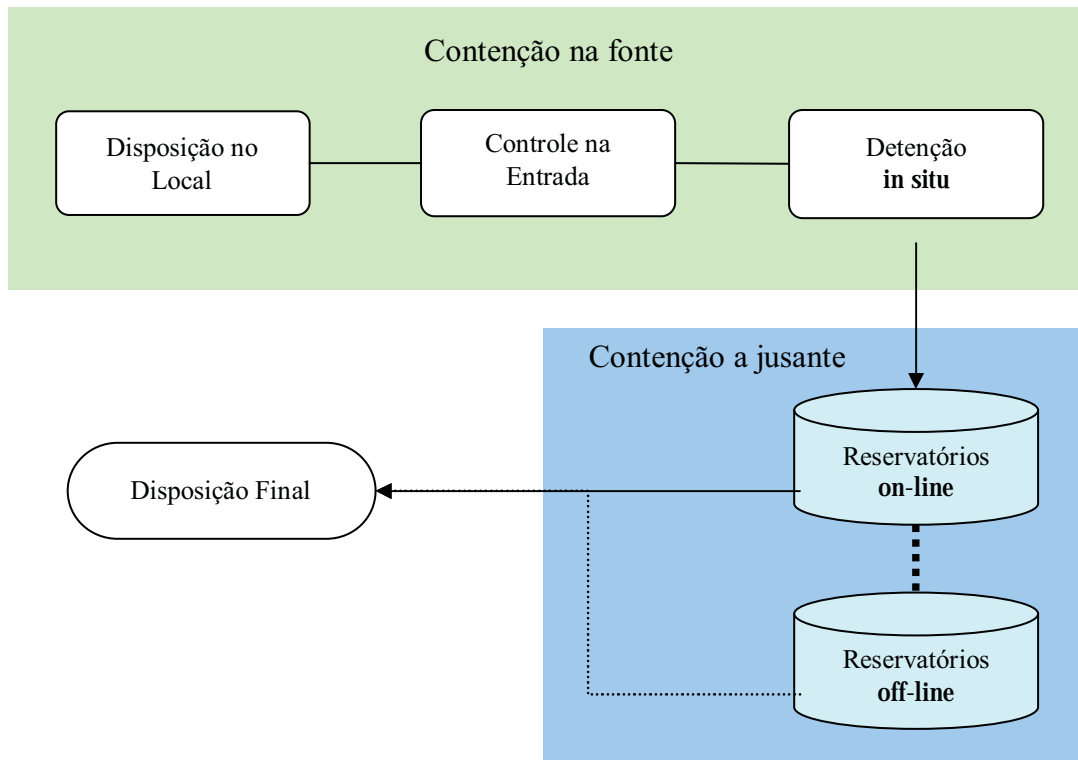 Contenção na fonte
Disposição no
Local
Controle na
Entrada
Detenção
in situ
Contenção a jusante
Reservatórios
on-line
Disposição Final
Reservatórios
off-line